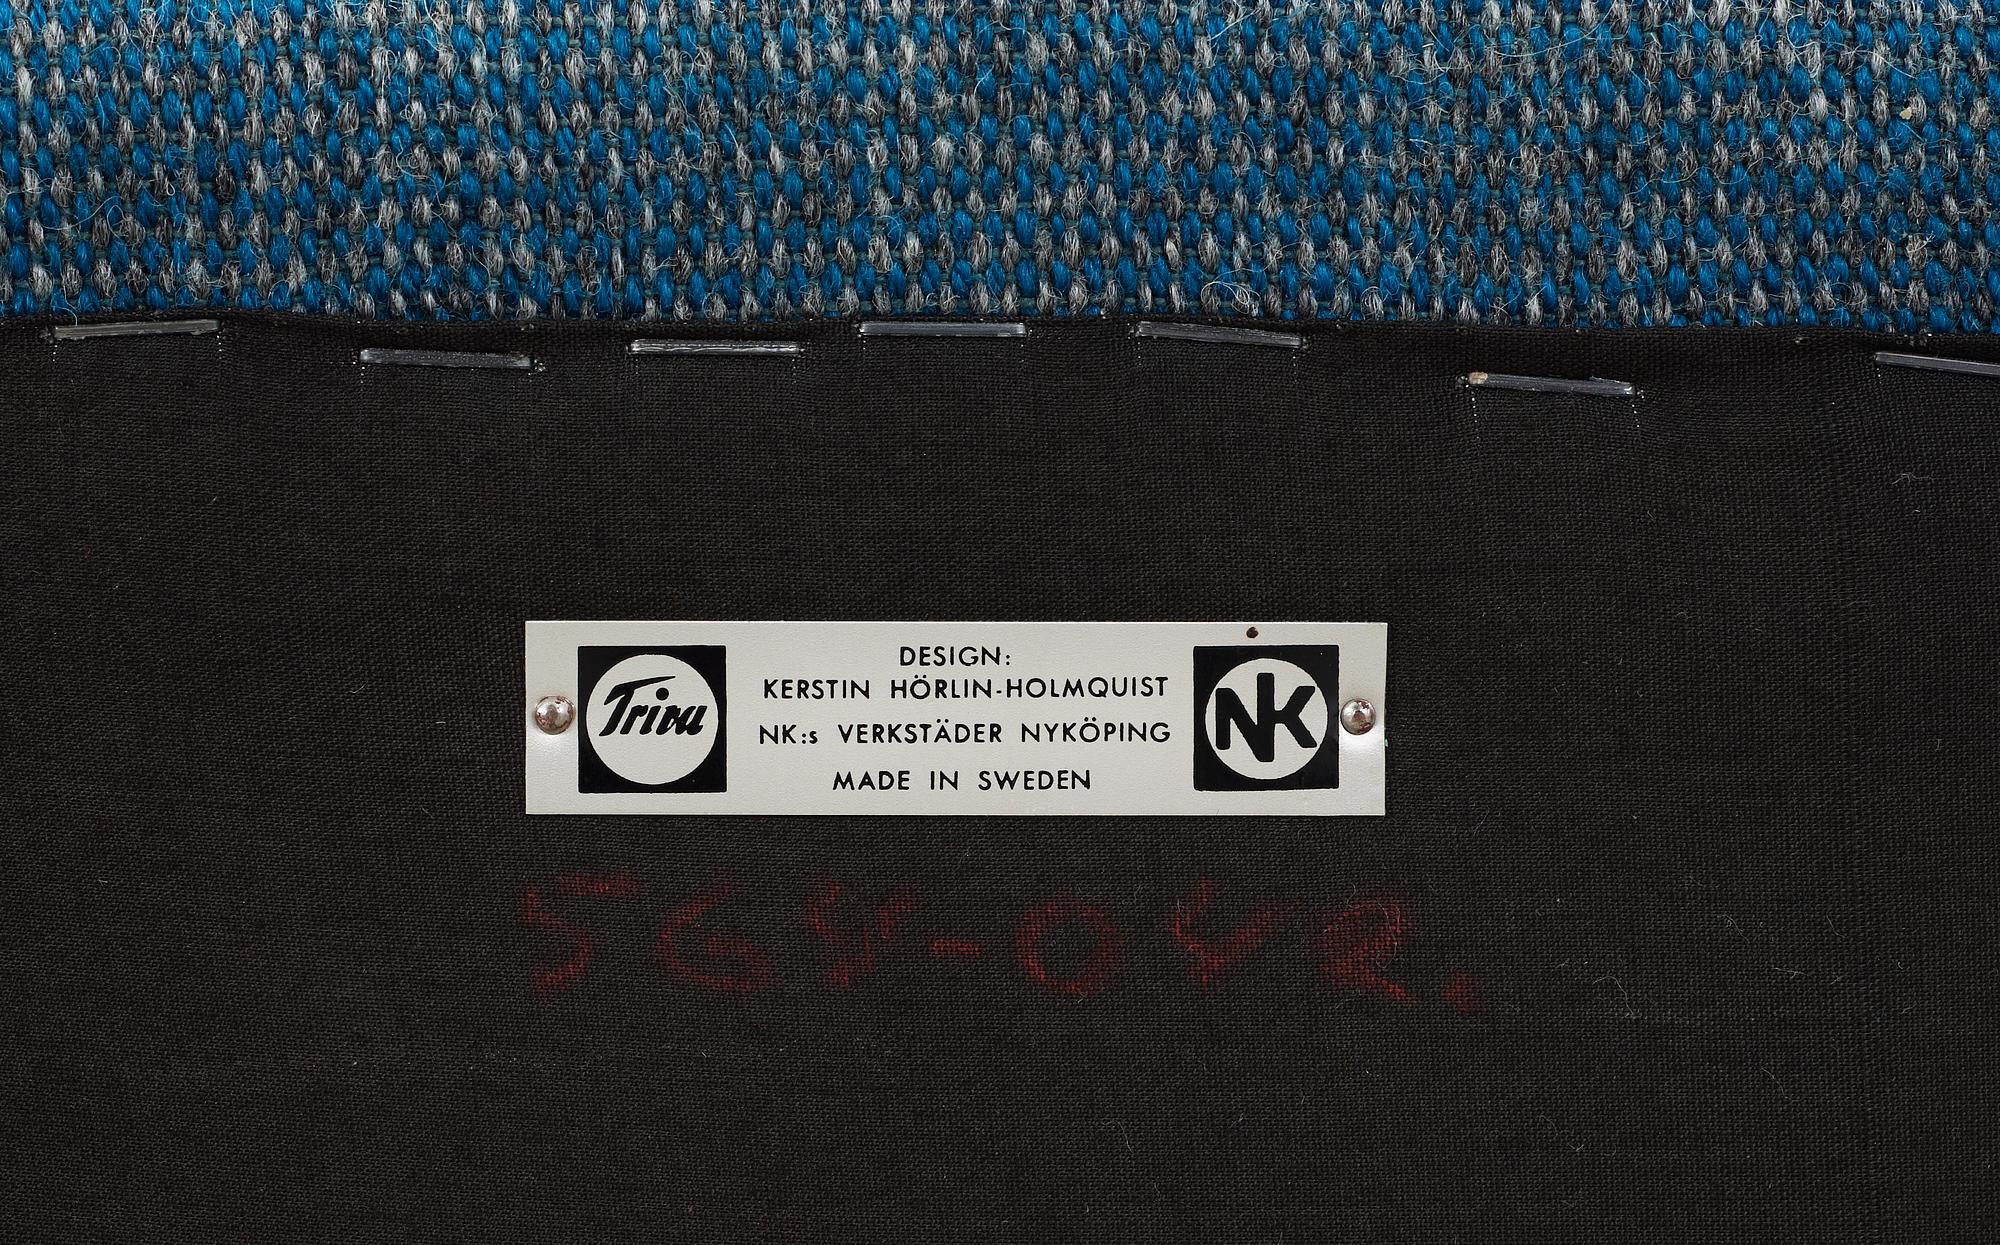 Triva
DESIGN:
KERSTIN HÖRLIN-HOLMQUIST
NK:s VERKSTÄDER NYKÖPING
MADE IN SWEDEN
NK